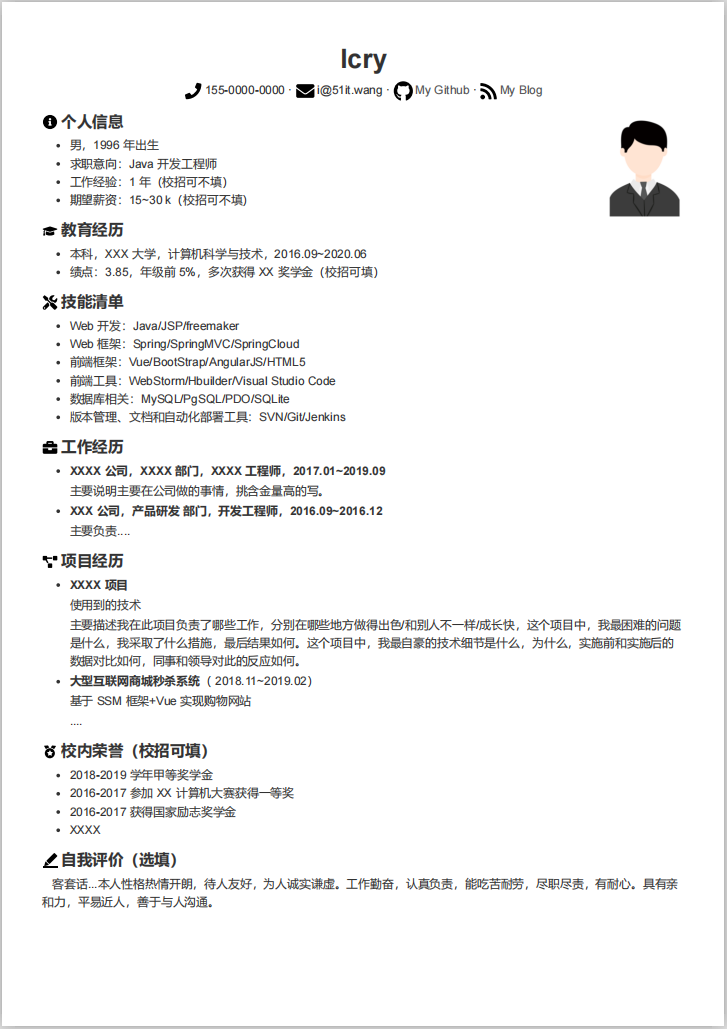 lcry
155-0000-0000 · i@51it.wang · My Github · My Blog
个人信息
• 男，1996 年出生
• 求职意向：Java 开发工程师
• 工作经验：1 年（校招可不填）
• 期望薪资：15~30 k（校招可不填）
教育经历
• 本科，XXX 大学，计算机科学与技术，2016.09~2020.06
• 绩点：3.85，年级前 5%，多次获得 XX 奖学金（校招可填）
技能清单
• Web 开发：Java/JSP/freemaker
• Web 框架：Spring/SpringMVC/SpringCloud
• 前端框架：Vue/BootStrap/AngularJS/HTML5
• 前端工具：WebStorm/Hbuilder/Visual Studio Code
• 数据库相关：MySQL/PgSQL/PDO/SQLite
• 版本管理、文档和自动化部署工具：SVN/Git/Jenkins
工作经历
• XXXX 公司，XXXX 部门，XXXX 工程师，2017.01~2019.09
主要说明主要在公司做的事情，挑含金量高的写。
• XXX 公司，产品研发 部门，开发工程师，2016.09~2016.12
主要负责....
项目经历
• XXXX 项目
使用到的技术
主要描述我在此项目负责了哪些工作，分别在哪些地方做得出色/和别人不一样/成长快，这个项目中，我最困难的问题
是什么，我采取了什么措施，最后结果如何。这个项目中，我最自豪的技术细节是什么，为什么，实施前和实施后的
数据对比如何，同事和领导对此的反应如何。
• 大型互联网商城秒杀系统（ 2018.11~2019.02）
基于 SSM 框架+Vue 实现购物网站
....
校内荣誉（校招可填）
• 2018-2019 学年甲等奖学金
• 2016-2017 参加 XX 计算机大赛获得一等奖
• 2016-2017 获得国家励志奖学金
• XXXX
自我评价（选填）
客套话...本人性格热情开朗，待人友好，为人诚实谦虚。工作勤奋，认真负责，能吃苦耐劳，尽职尽责，有耐心。具有亲
和力，平易近人，善于与人沟通。